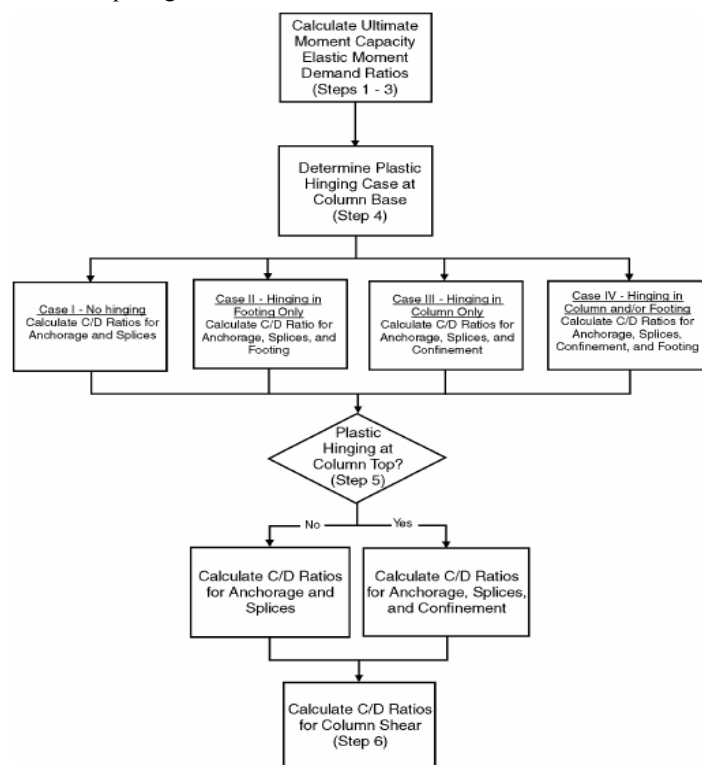 Calculate Ultimate
Moment Capacity
Elastic Moment
Demand Ratios
(Steps 1 - 3)
Determine Plastic
Hinging Case at
Column Base
(Step 4)
Case I - No hinging
Calculate C/D Ratios for
Anchorage and Splices
Case II - Hinging in
Footing Only
Calculate C/D Ratio for
Anchorage, Splices, and
Footing
Case III - Hinging in
Column Only
Calculate C/D Ratios for
Anchorage, Splices, and
Confinement
Case IV - Hinging in
Column and/or Footing
Calculate C/D Ratios for
Anchorage, Splices,
Confinement, and Footing
Plastic
Hinging at
Column Top?
(Step 5)
No
Yes
Calculate C/D Ratios
for Anchorage and
Splices
Calculate C/D Ratios
for Anchorage, Splices,
and Confinement
Calculate C/D Ratios
for Column Shear
(Step 6)